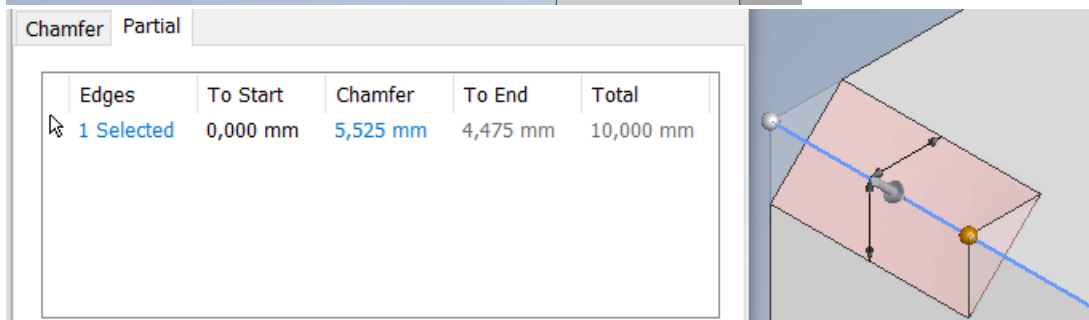 Chamfer Partial
Edges To Start Chamfer To End Total
1 Selected 0,000 mm 5,525 mm 4,475 mm 10,000 mm